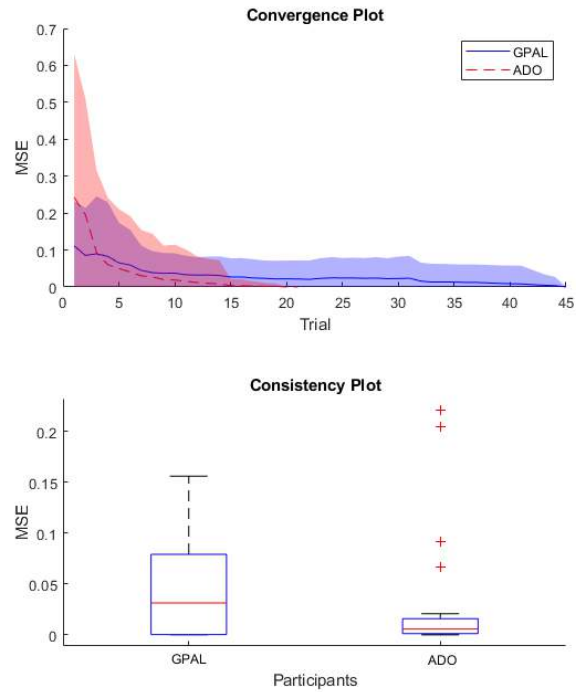 Convergence Plot
0.7
0.6
0.5
0.4
0.3
0.2
0.1
0
MSE
GPAL
ADO
0 5 10 15 20 25 30 35 40 45
Trial
Consistency Plot
0.2
0.15
0.1
0.05
0
MSE
GPAL ADO
Participants